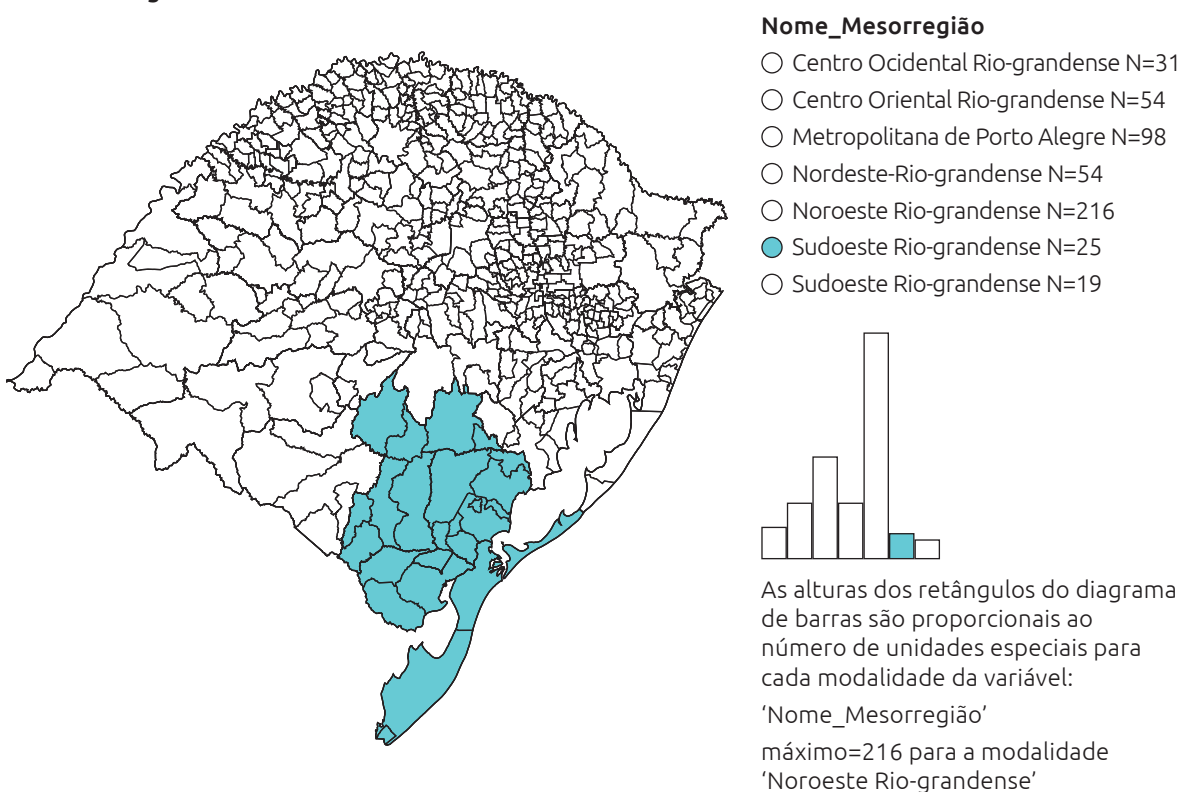 Nome_Mesorregião
Centro Ocidental Rio-grandense N=31
Centro Oriental Rio-grandense N=54
Metropolitana de Porto Alegre N=98
Nordeste-Rio-grandense N=54
Noroeste Rio-grandense N=216
Sudoeste Rio-grandense N=25
Sudoeste Rio-grandense N=19
As alturas dos retângulos do diagrama
de barras são proporcionais ao
número de unidades especiais para
cada modalidade da variável:
‘Nome_Mesorregião’
máximo=216 para a modalidade
‘Noroeste Rio-grandense’